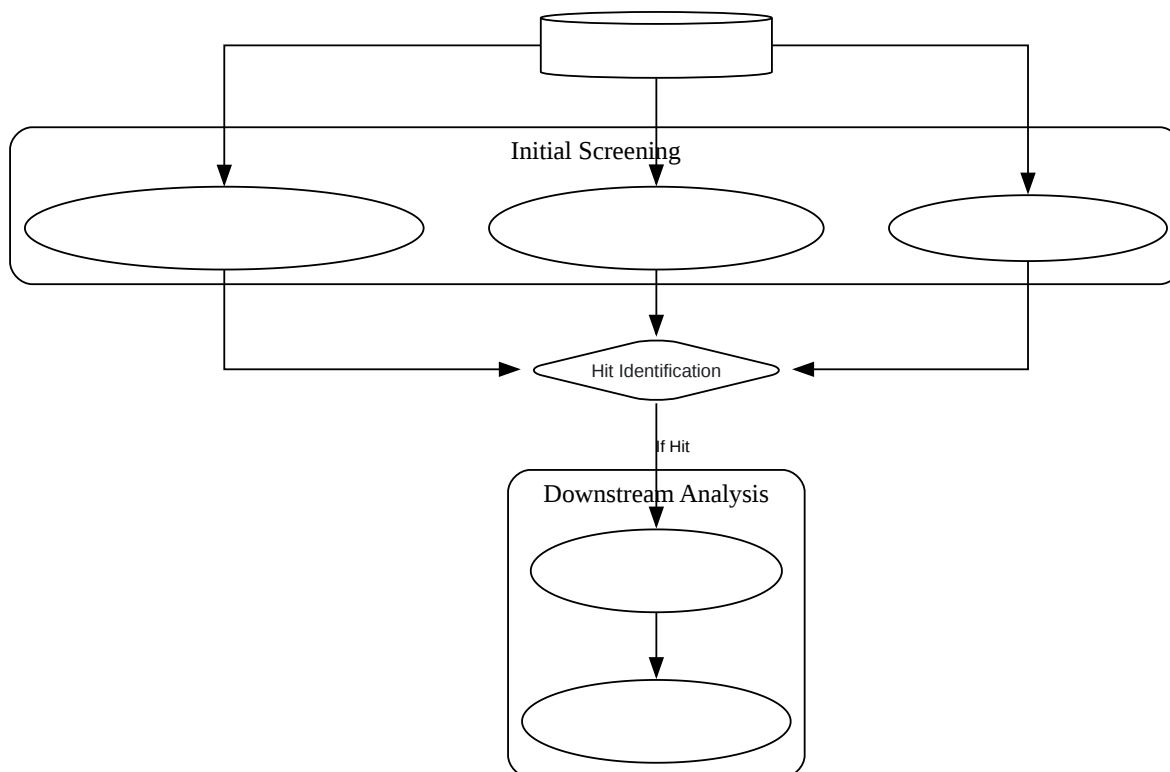 Initial Screening
Hit Identification
If Hit
Downstream Analysis